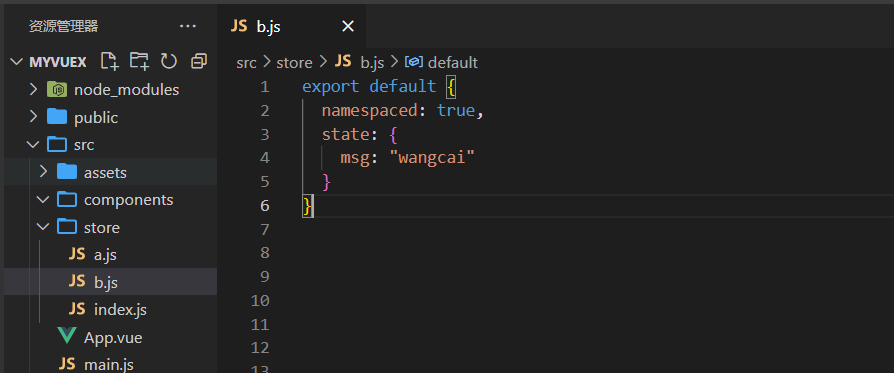 资源管理器 ···
MYVUEX
node_modules
public
src
assets
components
store
JS a.js
JS b.js
JS index.js
App.vue
JS main.js
JS b.js ×
src > store > JS b.js > default
1 export default {
2 namespaced: true,
3 state: {
4 msg: "wangcai"
5 }
6 }
7
8
9
10
11
12
13